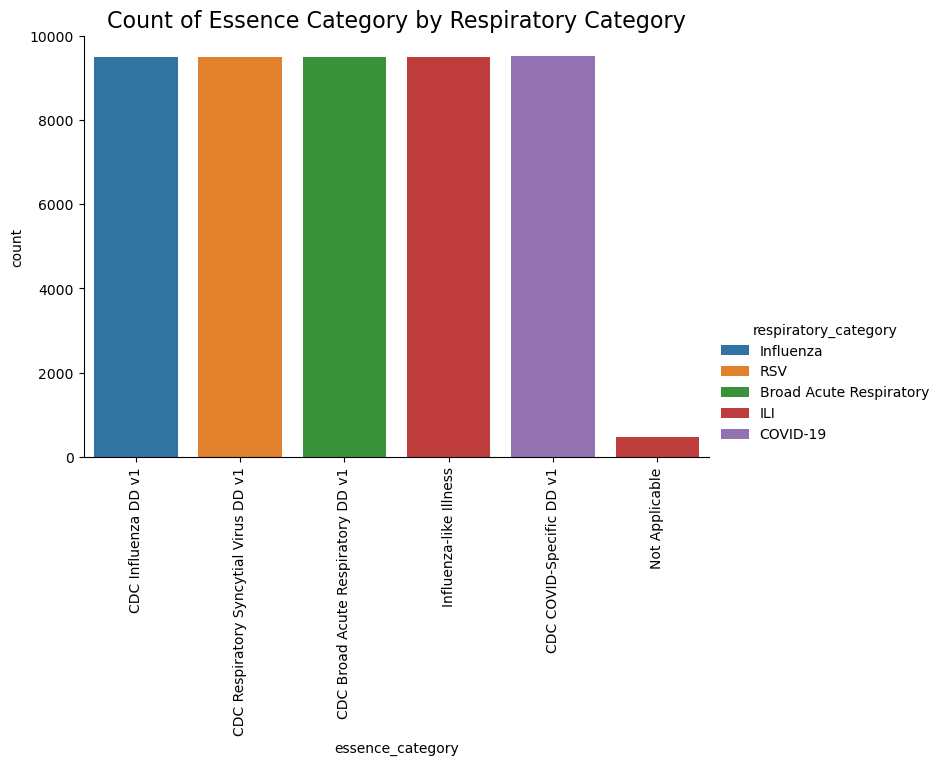 Count of Essence Category by Respiratory Category
10000
8000
6000
4000
2000
0
count
CDC Influenza DD v1
CDC Respiratory Syncytial Virus DD v1
CDC Broad Acute Respiratory DD v1
Influenza-like Illness
CDC COVID-Specific DD v1
Not Applicable
essence_category
respiratory_category
Influenza
RSV
Broad Acute Respiratory
ILI
COVID-19